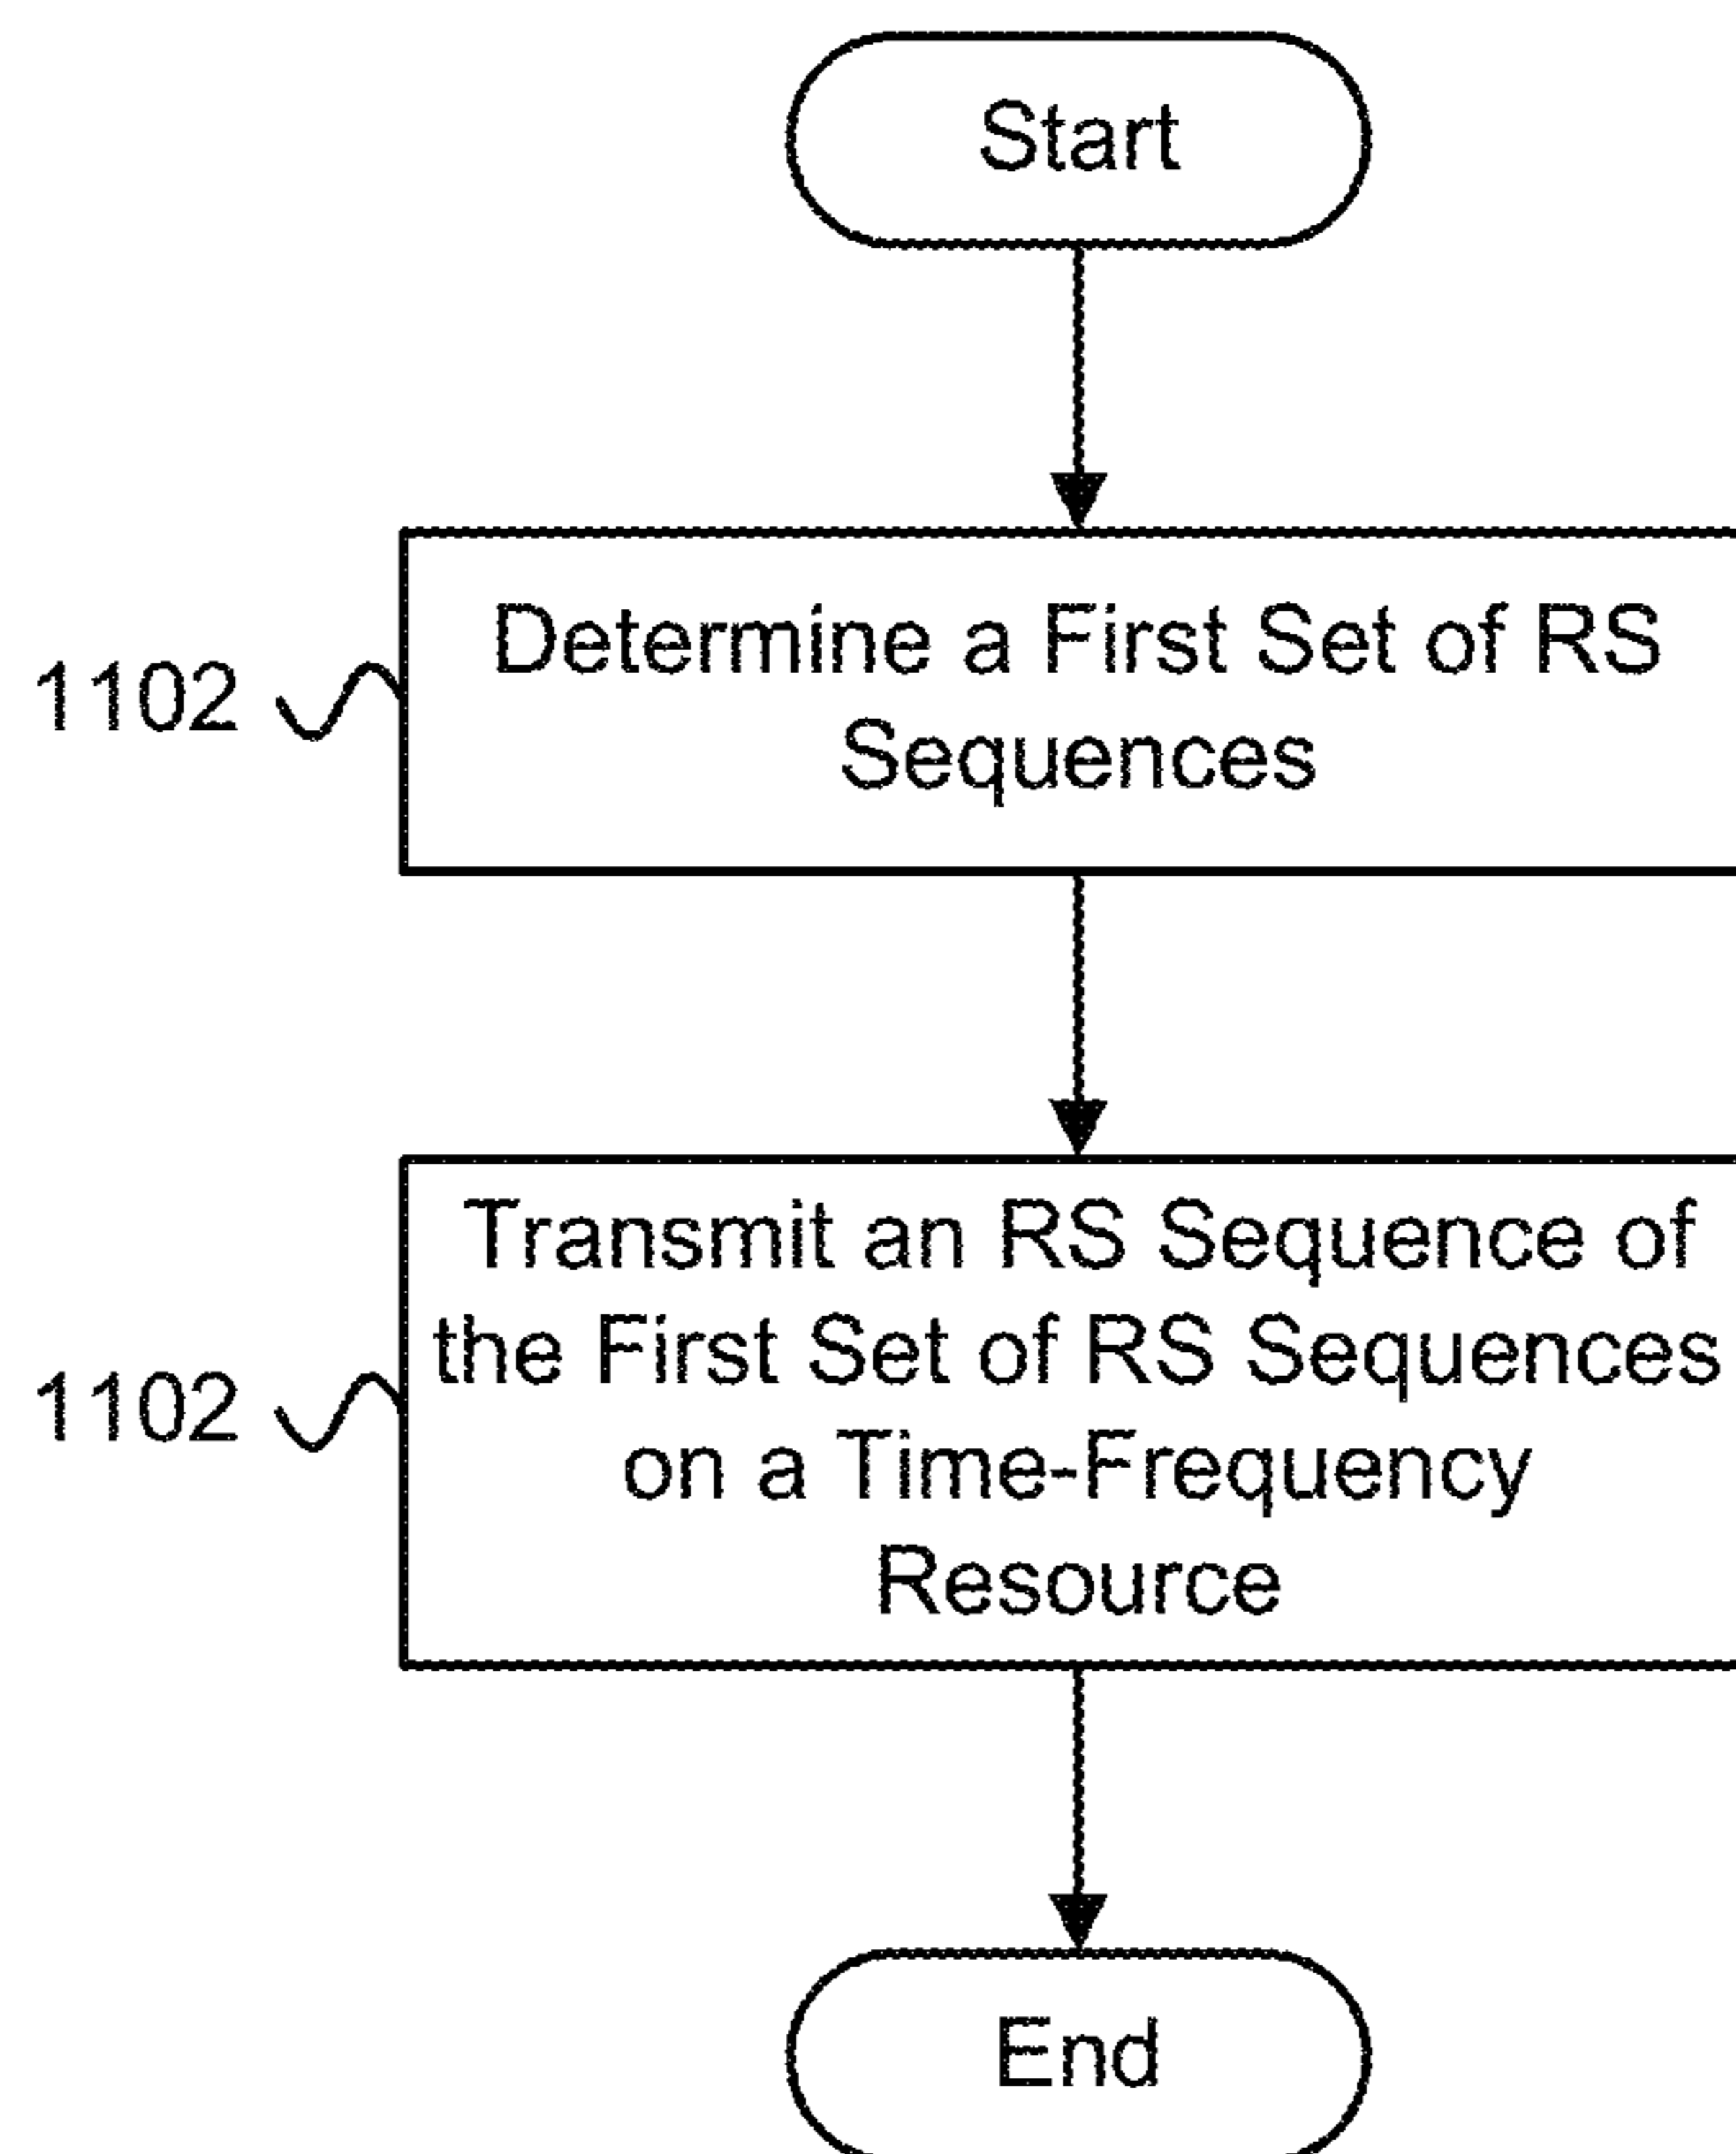 Start
1102
Determine a First Set of RS
Sequences
1102
Transmit an RS Sequence of
the First Set of RS Sequences
on a Time-Frequency
Resource
End